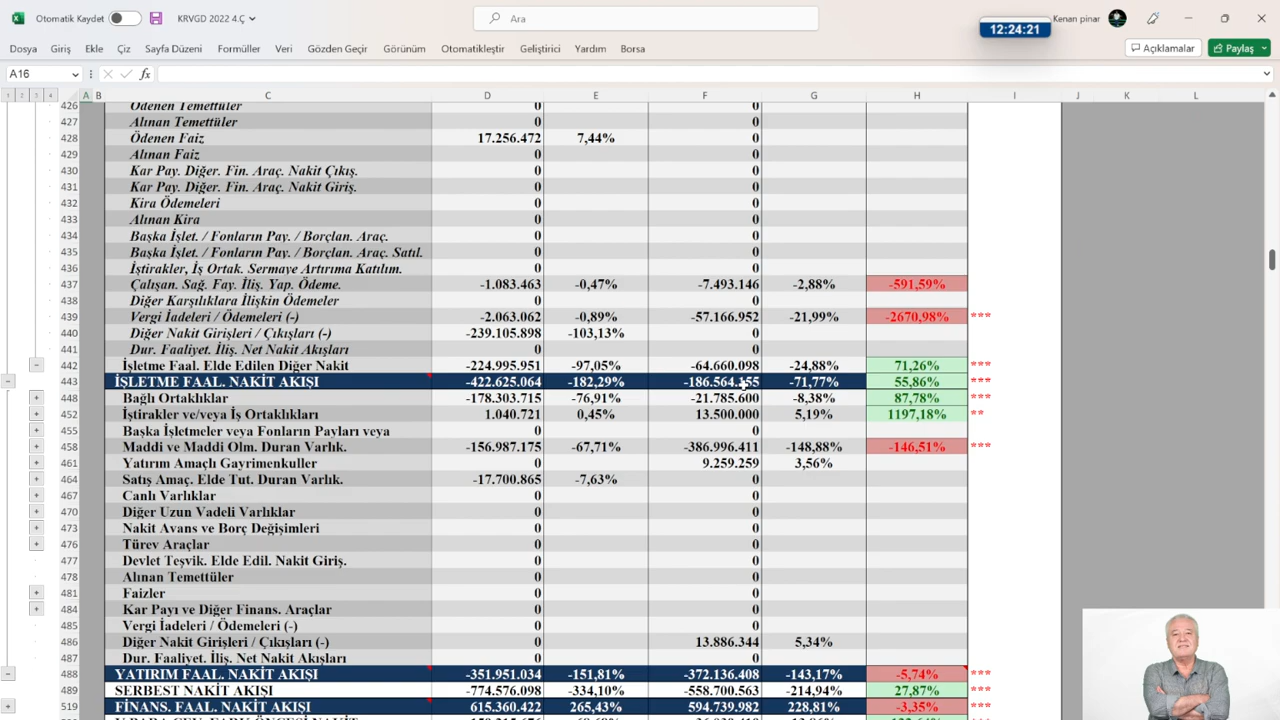 Otomatik Kaydet KRVGD 2022 4.Ç Ara 12:24:21 Kenan pinar
Dosya Giriş Ekle Çiz Sayfa Düzeni Formüller Veri Gözden Geçir Görünüm Otomatikleştir Geliştirici Yardım Borsa Açıklamalar Paylaş
A16 fx
1 2 3 4 A B C D E F G H I J K L
426 Ödenen Temettüler 0 0
427 Alınan Temettüler 0 0
428 Ödenen Faiz 17.256.472 7,44% 0
429 Alınan Faiz 0 0
430 Kar Pay. Diğer. Fin. Araç. Nakit Çıkış. 0 0
431 Kar Pay. Diğer. Fin. Araç. Nakit Giriş. 0 0
432 Kira Ödemeleri 0 0
433 Alınan Kira 0 0
434 Başka İşlet. / Fonların Pay. / Borçlan. Araç. 0 0
435 Başka İşlet. / Fonların Pay. / Borçlan. Araç. Satıl. 0 0
436 İştirakler, İş Ortak. Sermaye Artırıma Katılım. 0 0
437 Çalışan. Sağ. Fay. İliş. Yap. Ödeme. -1.083.463 -0,47% -7.493.146 -2,88% -591,59%
438 Diğer Karşılıklara İlişkin Ödemeler 0 0
439 Vergi İadeleri / Ödemeleri (-) -2.063.062 -0,89% -57.166.952 -21,99% -2670,98% ***
440 Diğer Nakit Girişleri / Çıkışları (-) -239.105.898 -103,13% 0
441 Dur. Faaliyet. İliş. Net Nakit Akışları 0 0
442 İşletme Faal. Elde Edilen Diğer Nakit -224.995.951 -97,05% -64.660.098 -24,88% 71,26% ***
443 İŞLETME FAAL. NAKİT AKIŞI -422.625.064 -182,29% -186.564.155 -71,77% 55,86% ***
448 Bağlı Ortaklıklar -178.303.715 -76,91% -21.785.600 -8,38% 87,78% ***
452 İştirakler ve/veya İş Ortaklıkları 1.040.721 0,45% 13.500.000 5,19% 1197,18% **
455 Başka İşletmeler veya Fonların Payları veya 0 0
458 Maddi ve Maddi Olm. Duran Varlık. -156.987.175 -67,71% -386.996.411 -148,88% -146,51% ***
461 Yatırım Amaçlı Gayrimenkuller 0 9.259.259 3,56%
464 Satış Amaç. Elde Tut. Duran Varlık. -17.700.865 -7,63% 0
467 Canlı Varlıklar 0 0
470 Diğer Uzun Vadeli Varlıklar 0 0
473 Nakit Avans ve Borç Değişimleri 0 0
476 Türev Araçlar 0 0
477 Devlet Teşvik. Elde Edil. Nakit Giriş. 0 0
478 Alınan Temettüler 0 0
481 Faizler 0 0
484 Kar Payı ve Diğer Finans. Araçlar 0 0
485 Vergi İadeleri / Ödemeleri (-) 0 0
486 Diğer Nakit Girişleri / Çıkışları (-) 0 13.886.344 5,34%
487 Dur. Faaliyet. İliş. Net Nakit Akışları 0 0
488 YATIRIM FAAL. NAKİT AKIŞI -351.951.034 -151,81% -372.136.408 -143,17% -5,74% ***
489 SERBEST NAKİT AKIŞI -774.576.098 -334,10% -558.700.563 -214,94% 27,87% ***
519 FİNANS. FAAL. NAKİT AKIŞI 615.360.422 265,43% 594.739.982 228,81% -3,35% ***